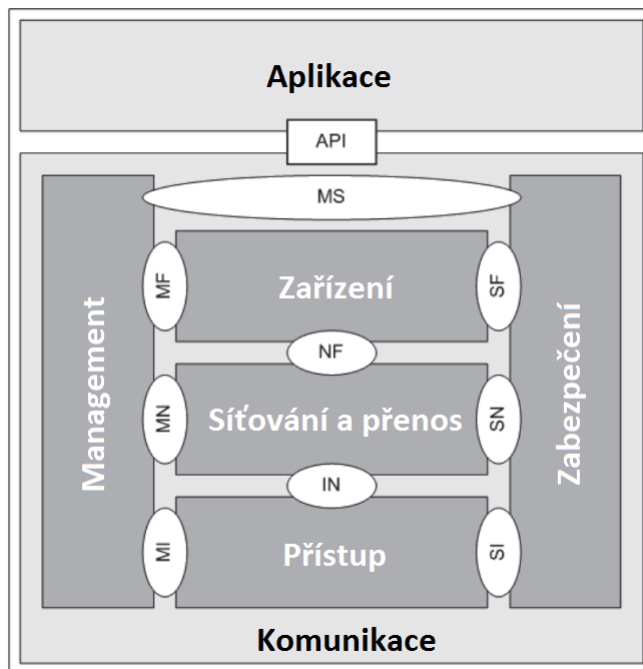 Aplikace
API
MS
MF
Zařízení
SF
NF
Management
MN
Síťování a přenos
SN
Zabezpečení
IN
MI
Přístup
SI
Komunikace